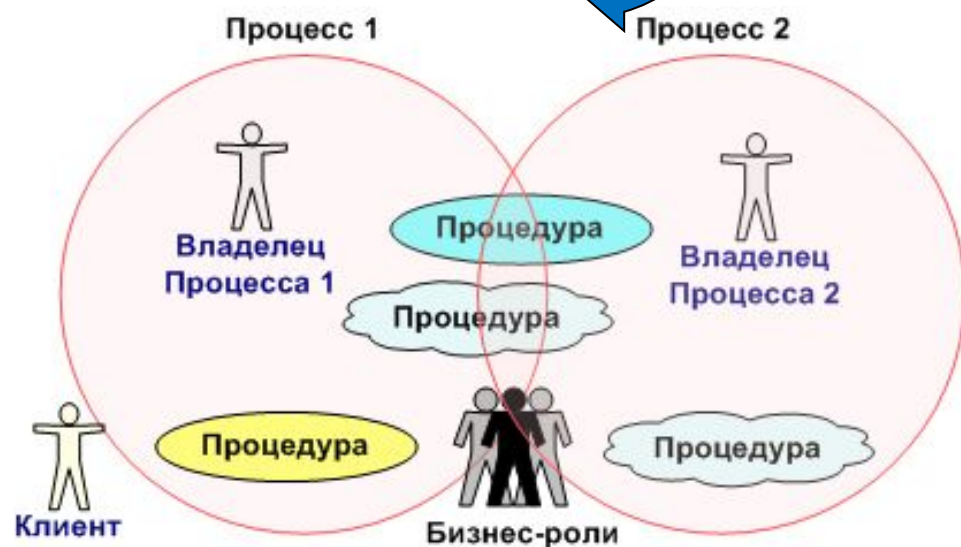 Процесс 1
Процесс 2
Процедура
Владелец
Процесса 1
Владелец
Процесса 2
Процедура
Процедура
Процедура
Клиент
Бизнес-роли